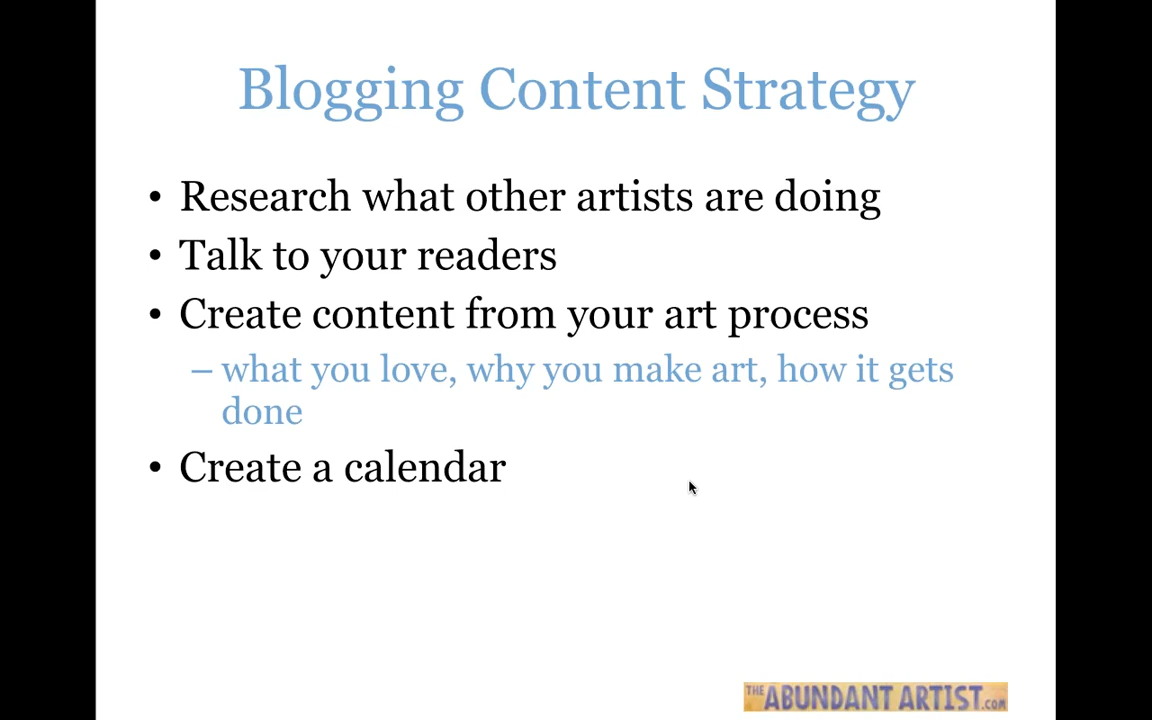 Blogging Content Strategy
• Research what other artists are doing
• Talk to your readers
• Create content from your art process
– what you love, why you make art, how it gets
done
• Create a calendar
THE ABUNDANT ARTIST.COM